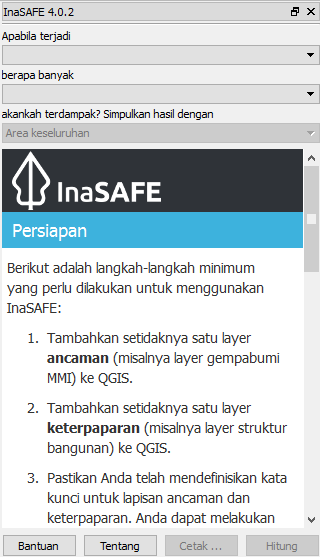 InaSAFE 4.0.2
Apabila terjadi
berapa banyak
akankah terdampak? Simpulkan hasil dengan
Area keseluruhan
InaSAFE
Persiapan
Berikut adalah langkah-langkah minimum
yang perlu dilakukan untuk menggunakan
InaSAFE:
1. Tambahkan setidaknya satu layer
ancaman (misalnya layer gempabumi
MMI) ke QGIS.
2. Tambahkan setidaknya satu layer
keterpaparan (misalnya layer struktur
bangunan) ke QGIS.
3. Pastikan Anda telah mendefinisikan kata
kunci untuk lapisan ancaman dan
keterpaparan. Anda dapat melakukan
Bantuan Tentang Cetak ... Hitung